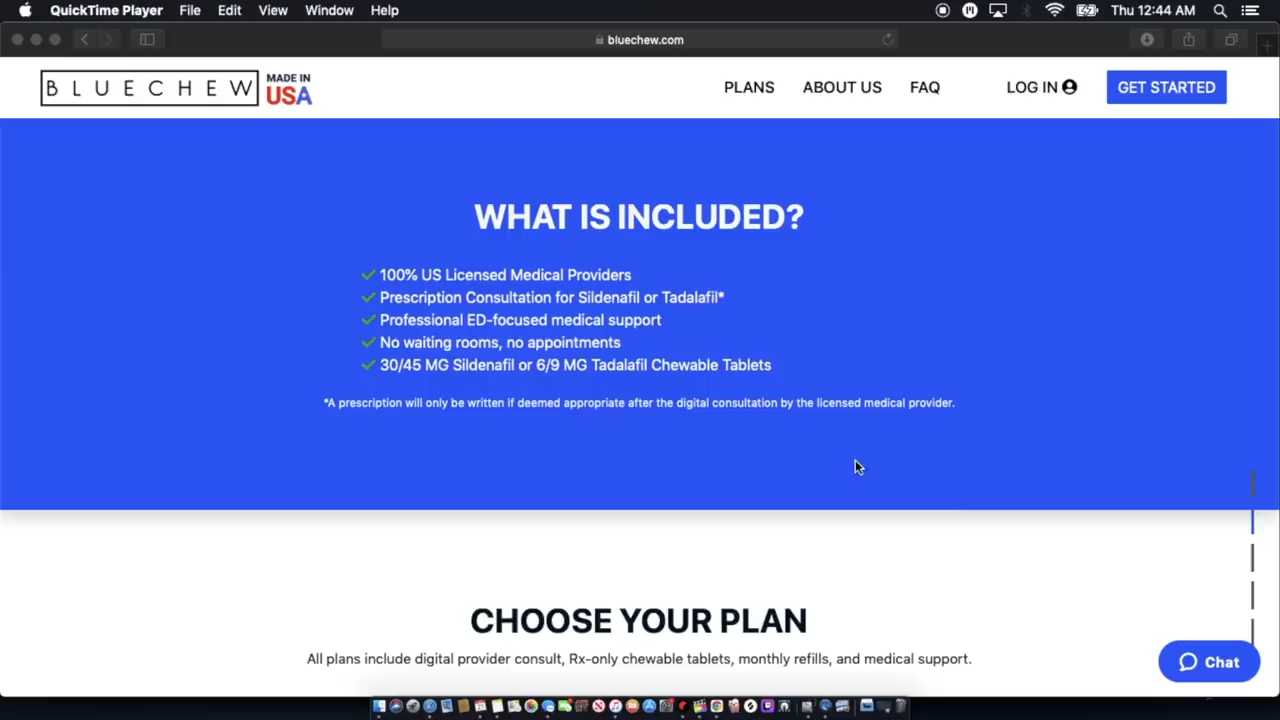 QuickTime Player File Edit View Window Help Thu 12:44 AM
bluechew.com
BLUECHEW MADE IN USA PLANS ABOUT US FAQ LOG IN GET STARTED
WHAT IS INCLUDED?
100% US Licensed Medical Providers
Prescription Consultation for Sildenafil or Tadalafil*
Professional ED-focused medical support
No waiting rooms, no appointments
30/45 MG Sildenafil or 6/9 MG Tadalafil Chewable Tablets
*A prescription will only be written if deemed appropriate after the digital consultation by the licensed medical provider.
CHOOSE YOUR PLAN
All plans include digital provider consult, Rx-only chewable tablets, monthly refills, and medical support.
Chat